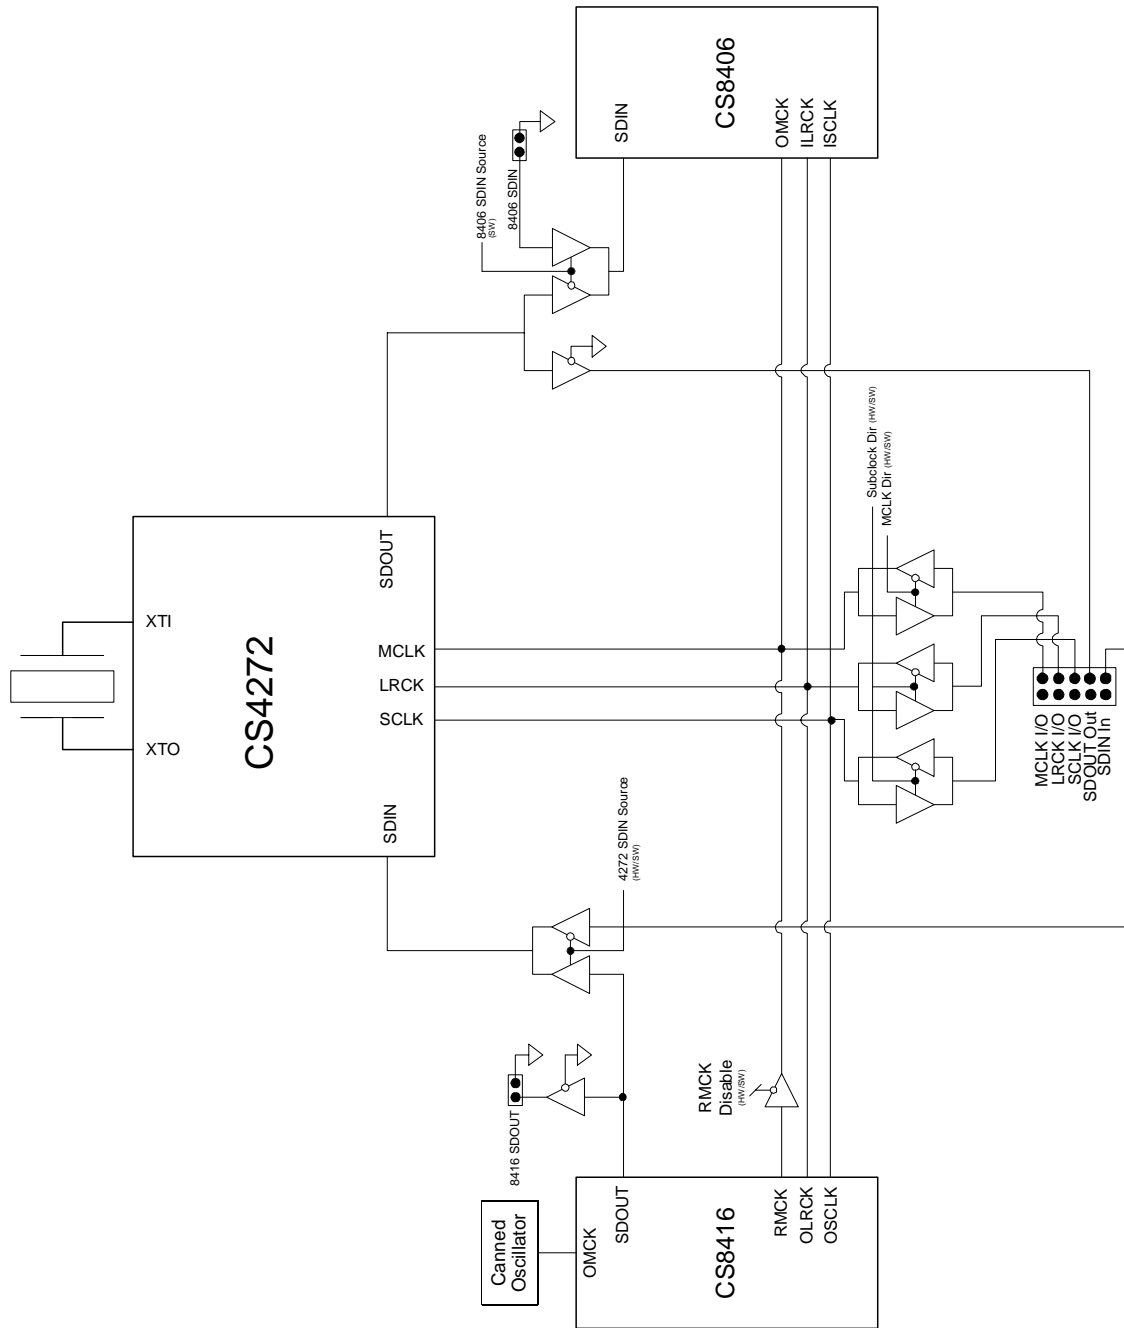 CS8406
SDIN
OMCK
ILRCK
ISCLK
8406 SDIN Source
(SW)
8406 SDIN
CS4272
XTI
XTO
SDOUT
MCLK
LRCK
SCLK
SDIN
Subclock Dir (HW/SW)
MCLK Dir (HW/SW)
MCLK I/O
LRCK I/O
SCLK I/O
SDOUT Out
SDIN In
4272 SDIN Source
(HW/SW)
8416 SDOUT
RMCK
Disable
(HW/SW)
Canned
Oscillator
CS8416
OMCK
SDOUT
RMCK
OLRCK
OSCLK